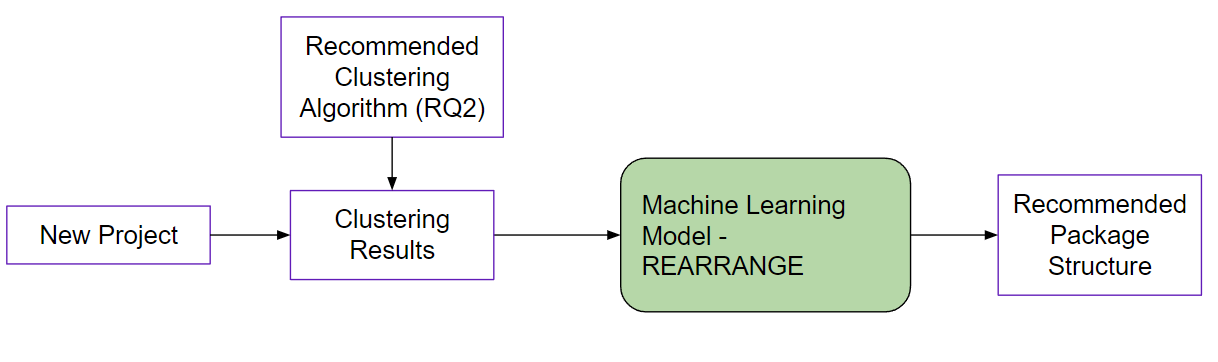 Recommended
Clustering
Algorithm (RQ2)
New Project
Clustering
Results
Machine Learning
Model -
REARRANGE
Recommended
Package
Structure